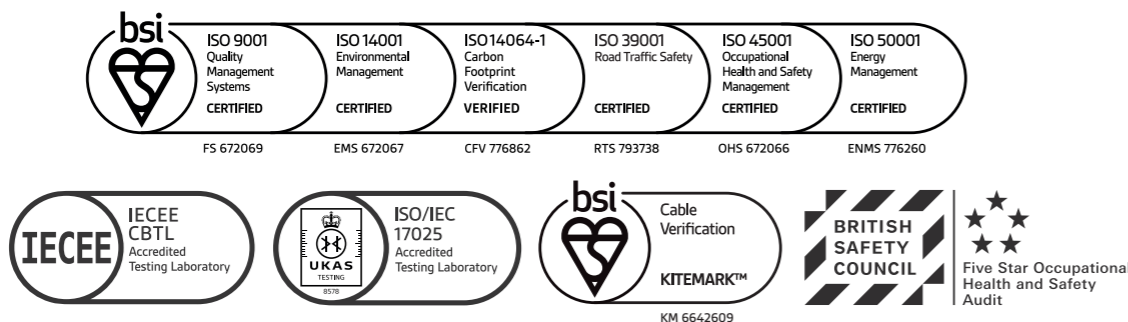 bsi
ISO 9001
Quality
Management
Systems
CERTIFIED
FS 672069
ISO 14001
Environmental
Management
CERTIFIED
EMS 672067
ISO 14064-1
Carbon
Footprint
Verification
VERIFIED
CFV 776862
ISO 39001
Road Traffic Safety
CERTIFIED
RTS 793738
ISO 45001
Occupational
Health and Safety
Management
CERTIFIED
OHS 672066
ISO 50001
Energy
Management
CERTIFIED
ENMS 776260
IECEE
IECEE
CBTL
Accredited
Testing Laboratory
UKAS
TESTING
8578
ISO/IEC
17025
Accredited
Testing Laboratory
bsi
Cable
Verification
KITEMARK™
KM 6642609
BRITISH
SAFETY
COUNCIL
Five Star Occupational
Health and Safety
Audit